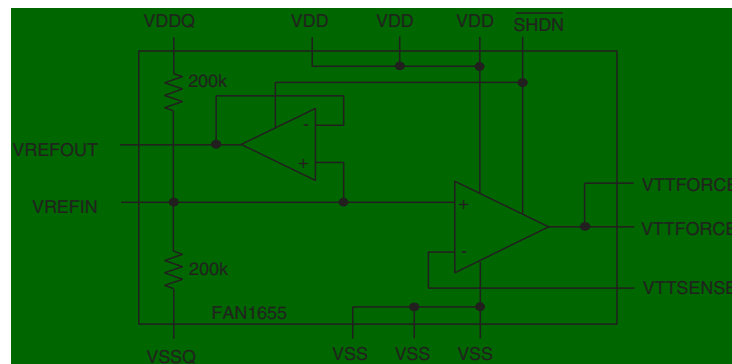 VDDQ VDD VDD VDD SHDN
200k
-
VREFOUT
+
VTTFORCE
VREFIN
+
VTTFORCE
-
200k
VTTSENSE
FAN1655
VSSQ VSS VSS VSS